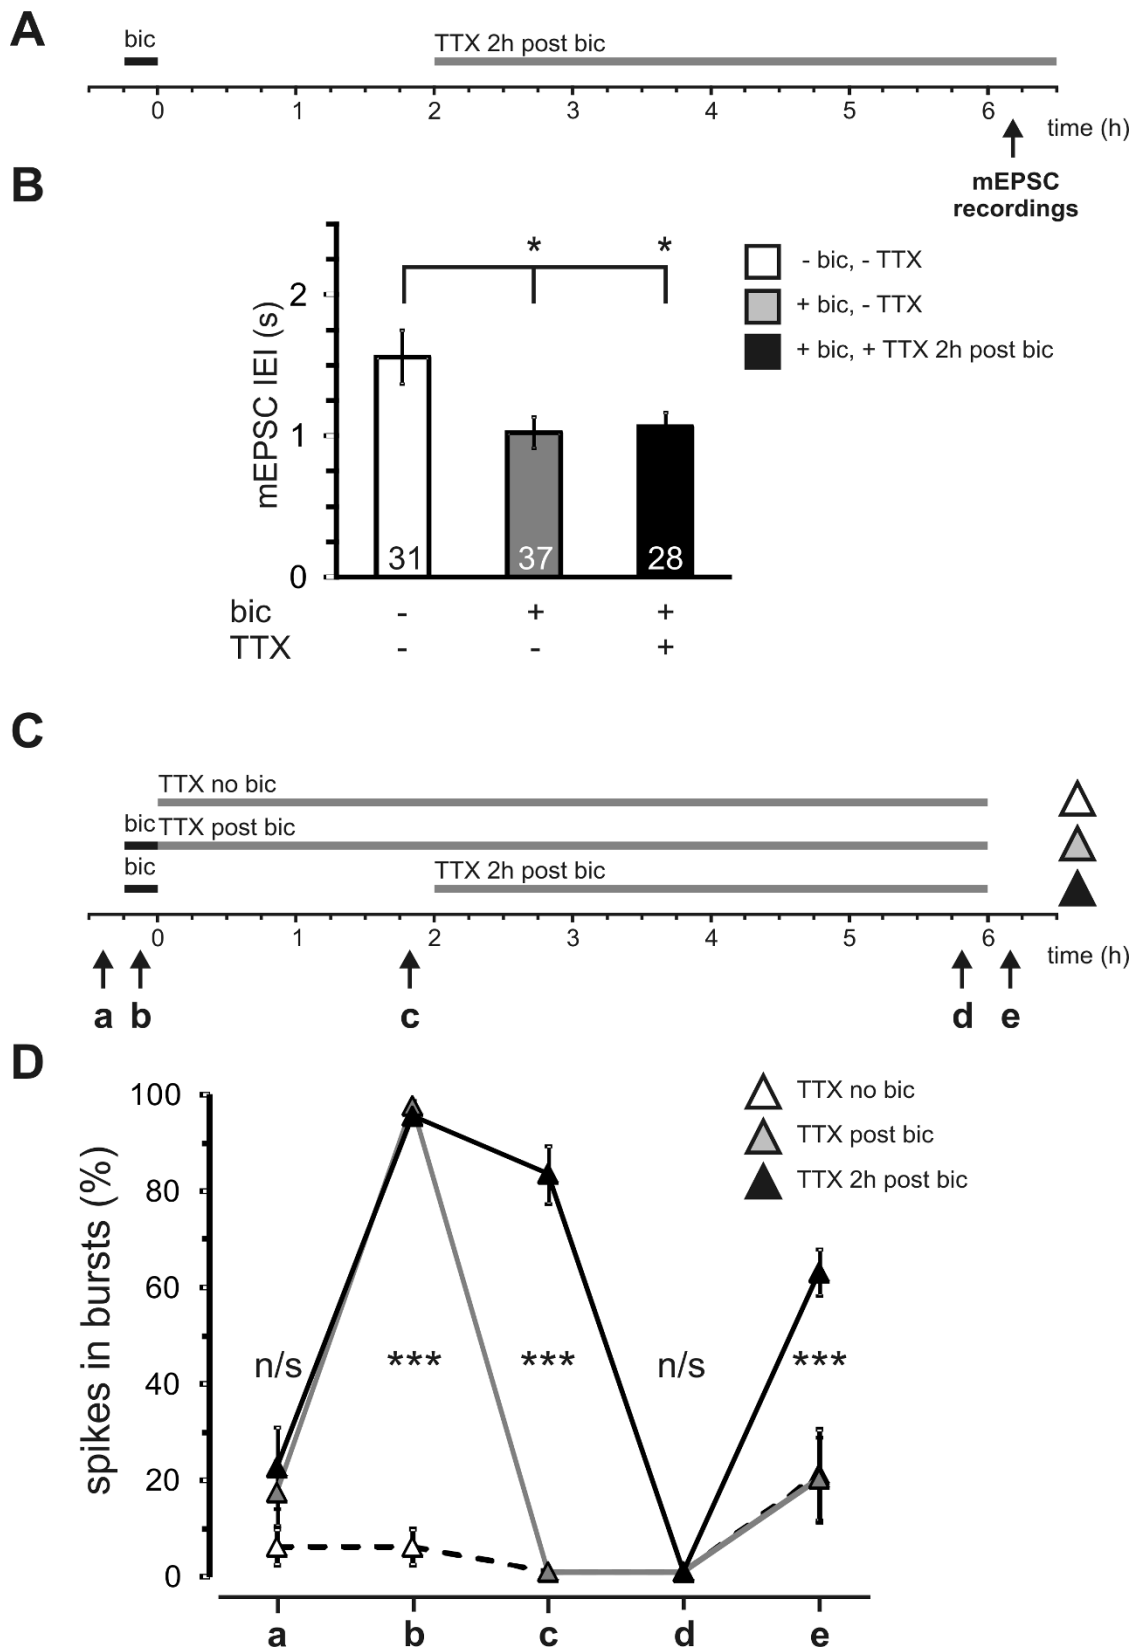 A
bic
TTX 2h post bic
0 1 2 3 4 5 6
time (h)
mEPSC
recordings
B
mEPSC IEI (s)
2
1
0
* *
31 37 28
bic - + +
TTX - - +
- bic, - TTX
+ bic, - TTX
+ bic, + TTX 2h post bic
C
TTX no bic
bic TTX post bic
bic
TTX 2h post bic
0 1 2 3 4 5 6
time (h)
a b c d e
D
spikes in bursts (%)
100
80
60
40
20
0
n/s *** *** n/s ***
TTX no bic
TTX post bic
TTX 2h post bic
a b c d e